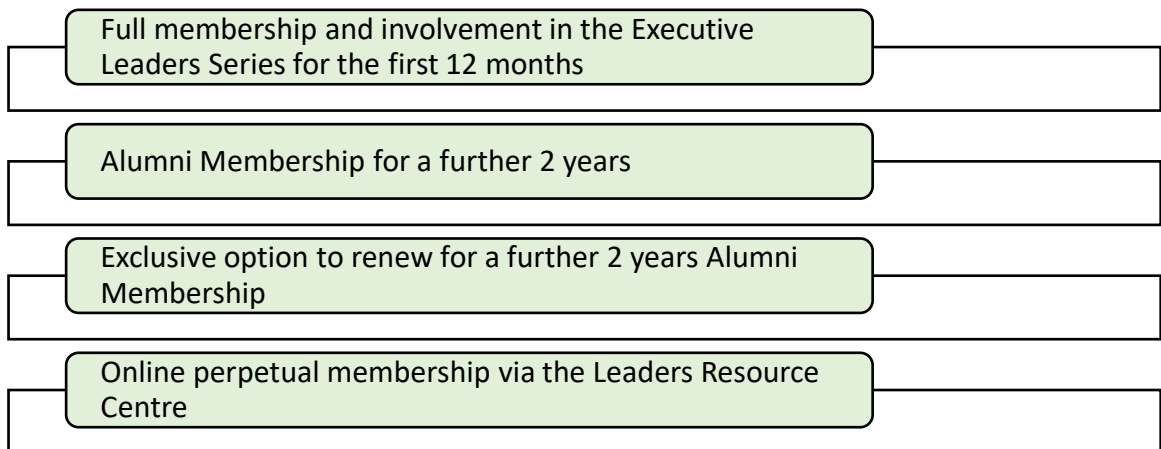 Full membership and involvement in the Executive
Leaders Series for the first 12 months
Alumni Membership for a further 2 years
Exclusive option to renew for a further 2 years Alumni
Membership
Online perpetual membership via the Leaders Resource
Centre